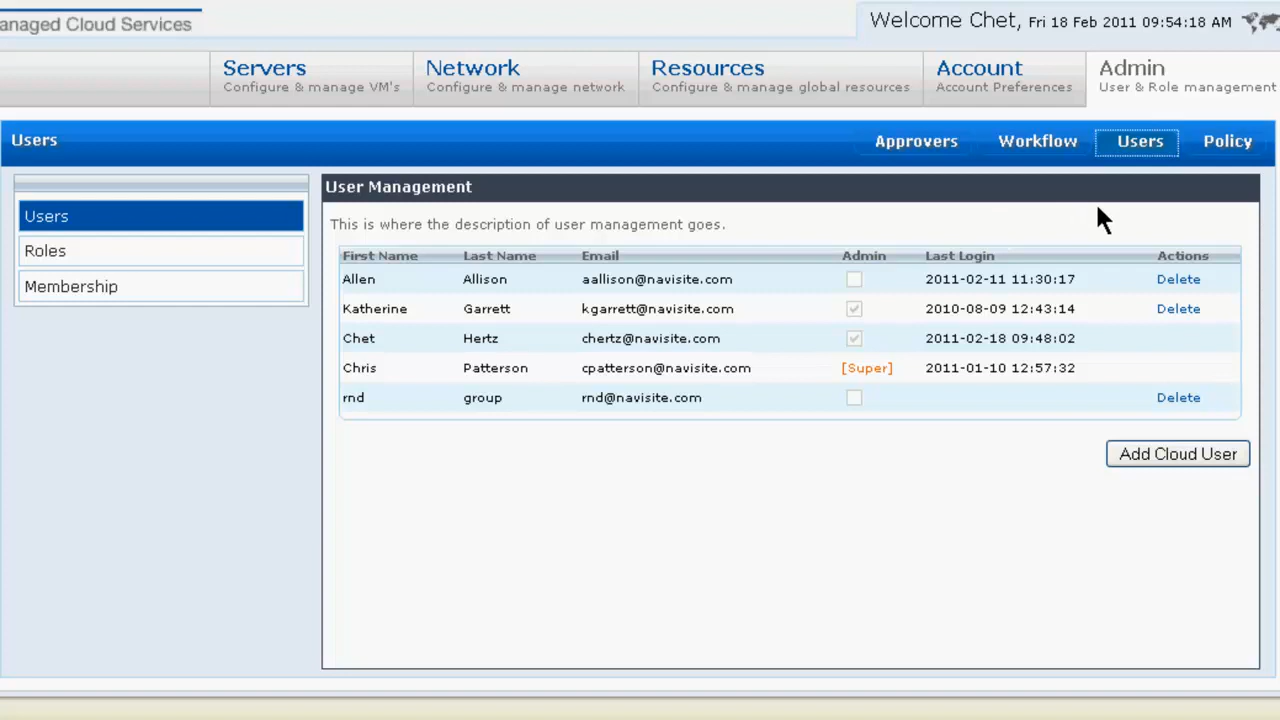 anaged Cloud Services
Welcome Chet, Fri 18 Feb 2011 09:54:18 AM
Servers Network Resources Account Admin
Configure & manage VM's Configure & manage network Configure & manage global resources Account Preferences User & Role management
Users Approvers Workflow Users Policy
Users
Roles
Membership
User Management
This is where the description of user management goes.
First Name Last Name Email Admin Last Login Actions
Allen Allison aallison@navisite.com 2011-02-11 11:30:17 Delete
Katherine Garrett kgarrett@navisite.com 2010-08-09 12:43:14 Delete
Chet Hertz chertz@navisite.com 2011-02-18 09:48:02
Chris Patterson cpatterson@navisite.com [Super] 2011-01-10 12:57:32
rnd group rnd@navisite.com Delete
Add Cloud User